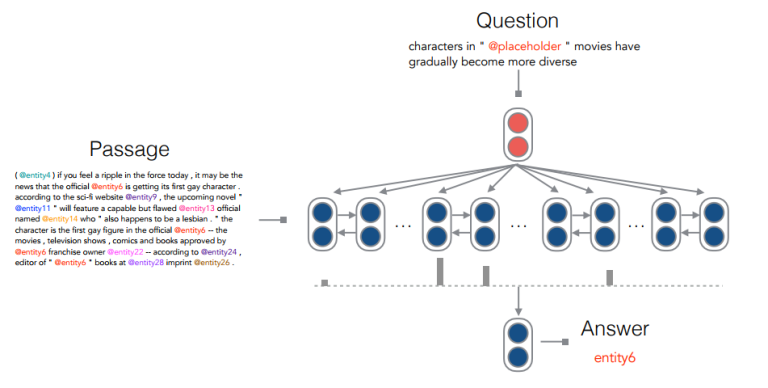 Question
characters in " @placeholder " movies have
gradually become more diverse
Passage
( @entity4 ) if you feel a ripple in the force today , it may be the
news that the official @entity6 is getting its first gay character .
according to the sci-fi website @entity9 , the upcoming novel "
@entity11 " will feature a capable but flawed @entity13 official
named @entity14 who " also happens to be a lesbian . " the
character is the first gay figure in the official @entity6 -- the
movies , television shows , comics and books approved by
@entity6 franchise owner @entity22 -- according to @entity24 ,
editor of " @entity6 " books at @entity28 imprint @entity26 .
... ... ...
Answer
entity6